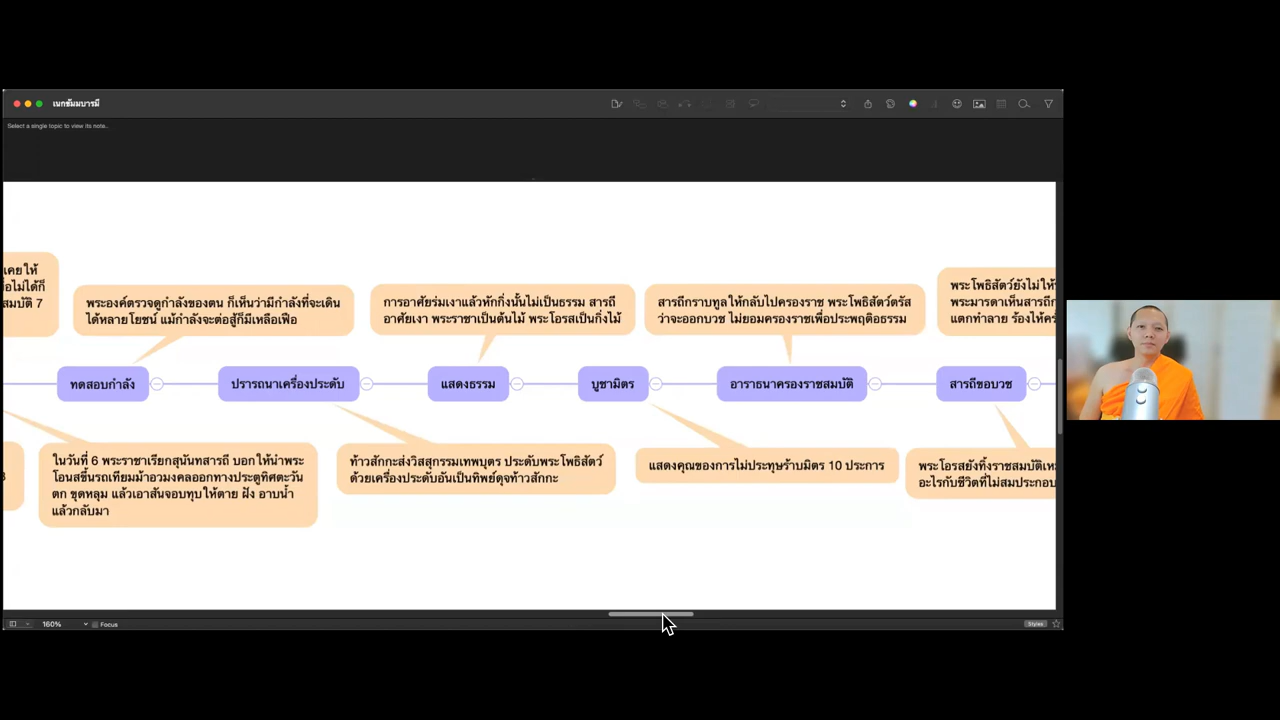 เนกขัมมบารมี
Select a single topic to view its note..
เคยให้
สมบัติ 7
พระองค์ตรวจดูกำลังของตน ก็เห็นว่ามีกำลังที่จะเดิน
ได้หลายโยชน์ แม้กำลังจะต่อสู้ก็มีเหลือเฟือ
การอาศัยร่มเงาแล้วหักกิ่งนั้นไม่เป็นธรรม สารถี
อาศัยเงา พระราชาเป็นต้นไม้ พระโอรสเป็นกิ่งไม้
สารถีกราบทูลให้กลับไปครองราช พระโพธิสัตว์ตรัส
ว่าจะออกบวช ไม่ยอมครองราชเพื่อประพฤติอธรรม
พระโพธิสัตว์ยังไม่ให้
พระมารดาเห็นสารถี
แตกทำลาย ร้องไห้
ทดสอบกำลัง
ปรารถนาเครื่องประดับ
แสดงธรรม
บูชามิตร
อาราธนาครองราชสมบัติ
สารถีขอบวช
ในวันที่ 6 พระราชาเรียกสุนันทสารถี บอกให้นำพระ
โอนสขึ้นรถเทียมม้าอวมงคลออกทางประตูทิศตะวัน
ตก ขุดหลุม แล้วเอาสันจอบทุบให้ตาย ฝัง อาบน้ำ
แล้วกลับมา
ท้าวสักกะส่งวิสสุกรรมเทพบุตร ประดับพระโพธิสัตว์
ด้วยเครื่องประดับอันเป็นทิพย์ดุจท้าวสักกะ
แสดงคุณของการไม่ประทุษร้ายมิตร 10 ประการ
พระโอรสยังทิ้งราชสมบัติ
อะไรกับชีวิตที่ไม่สมประกอบ
160%
Focus
Styles